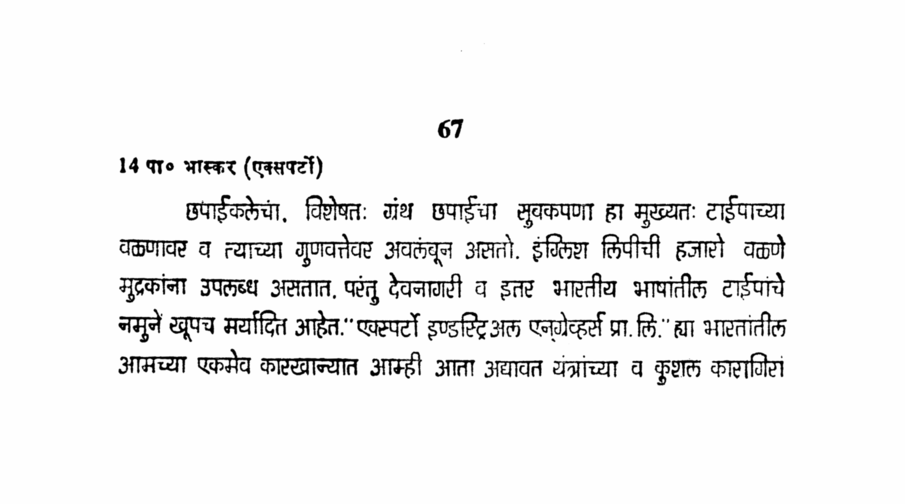 67
14 पा० भास्कर (एक्सपर्टो)
छपाईकलेचा, विशेषतः ग्रंथ छपाईचा सुवकपणा हा मुख्यतः टाईपाच्या
वळणावर व त्याच्या गुणवत्तेवर अवलंबून असतो. इंग्लिश लिपीची हजारो वळणे
मुद्रकांना उपलब्ध असतात. परंतु देवनागरी व इतर भारतीय भाषांतील टाईपांचे
नमुनें खूपच मर्यादित आहेत. "एक्स्पर्टो इण्डस्ट्रिअल एन्‌ग्रेव्हर्स प्रा. लि." ह्या भारतांतील
आमच्या एकमेव कारखान्यात आम्ही आता अद्यावत यंत्रांच्या व कुशल कारागिरां